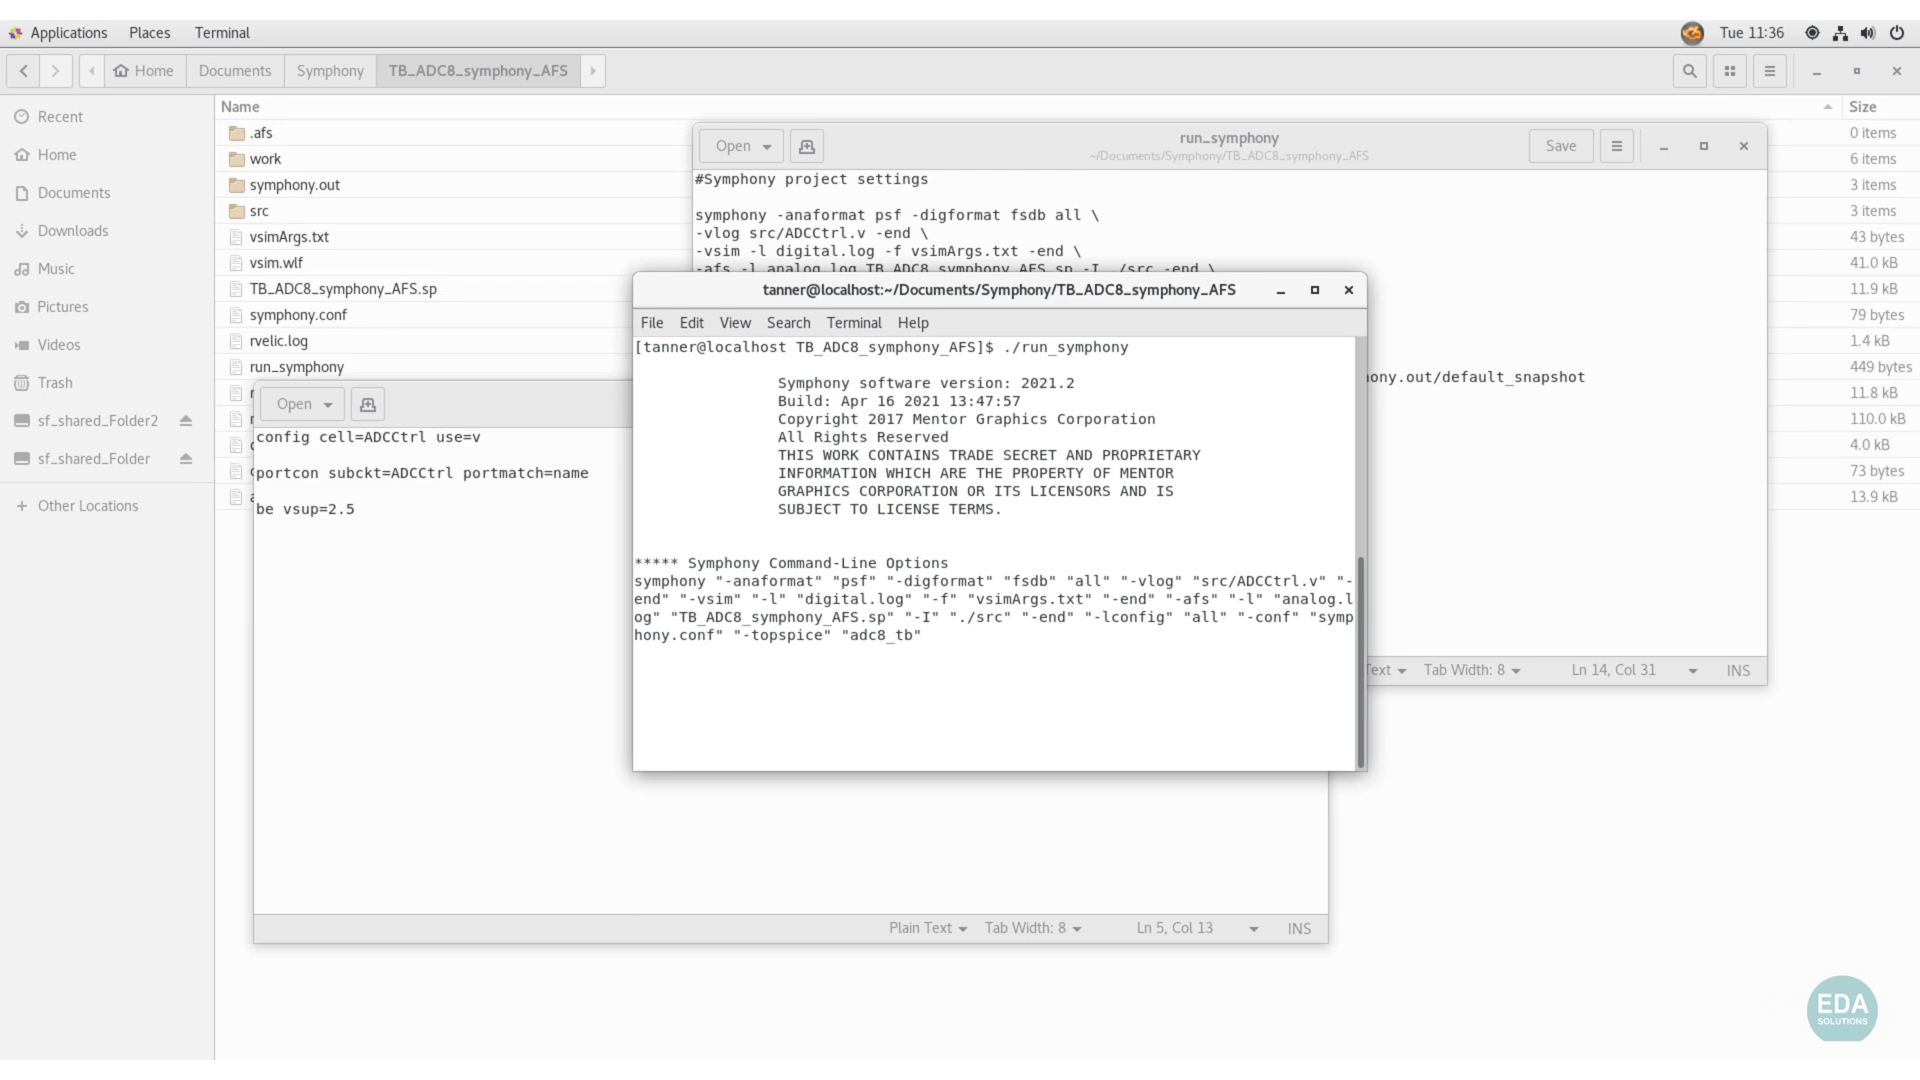 Applications Places Terminal Tue 11:36
Home Documents Symphony TB_ADC8_symphony_AFS
Recent
Home
Documents
Downloads
Music
Pictures
Videos
Trash
sf_shared_Folder2
sf_shared_Folder
+ Other Locations
Name Size
.afs 0 items
work 6 items
symphony.out 3 items
src 3 items
vsimArgs.txt 43 bytes
vsim.wlf 41.0 kB
TB_ADC8_symphony_AFS.sp 11.9 kB
symphony.conf 79 bytes
rvelic.log 1.4 kB
run_symphony 449 bytes
11.8 kB
110.0 kB
4.0 kB
73 bytes
13.9 kB
Open run_symphony Save
~/Documents/Symphony/TB_ADC8_symphony_AFS
#Symphony project settings
symphony -anaformat psf -digformat fsdb all \
-vlog src/ADCCtrl.v -end \
-vsim -l digital.log -f vsimArgs.txt -end \
-afs -l analog.log TB_ADC8_symphony_AFS.sp -I ./src -end \
ony.out/default_snapshot
Text Tab Width: 8 Ln 14, Col 31 INS
Open
config cell=ADCCtrl use=v
portcon subckt=ADCCtrl portmatch=name
be vsup=2.5
Plain Text Tab Width: 8 Ln 5, Col 13 INS
tanner@localhost:~/Documents/Symphony/TB_ADC8_symphony_AFS
File Edit View Search Terminal Help
[tanner@localhost TB_ADC8_symphony_AFS]$ ./run_symphony
Symphony software version: 2021.2
Build: Apr 16 2021 13:47:57
Copyright 2017 Mentor Graphics Corporation
All Rights Reserved
THIS WORK CONTAINS TRADE SECRET AND PROPRIETARY
INFORMATION WHICH ARE THE PROPERTY OF MENTOR
GRAPHICS CORPORATION OR ITS LICENSORS AND IS
SUBJECT TO LICENSE TERMS.
***** Symphony Command-Line Options
symphony "-anaformat" "psf" "-digformat" "fsdb" "all" "-vlog" "src/ADCCtrl.v" "-
end" "-vsim" "-l" "digital.log" "-f" "vsimArgs.txt" "-end" "-afs" "-l" "analog.l
og" "TB_ADC8_symphony_AFS.sp" "-I" "./src" "-end" "-lconfig" "all" "-conf" "symp
hony.conf" "-topspice" "adc8_tb"
EDA
SOLUTIONS